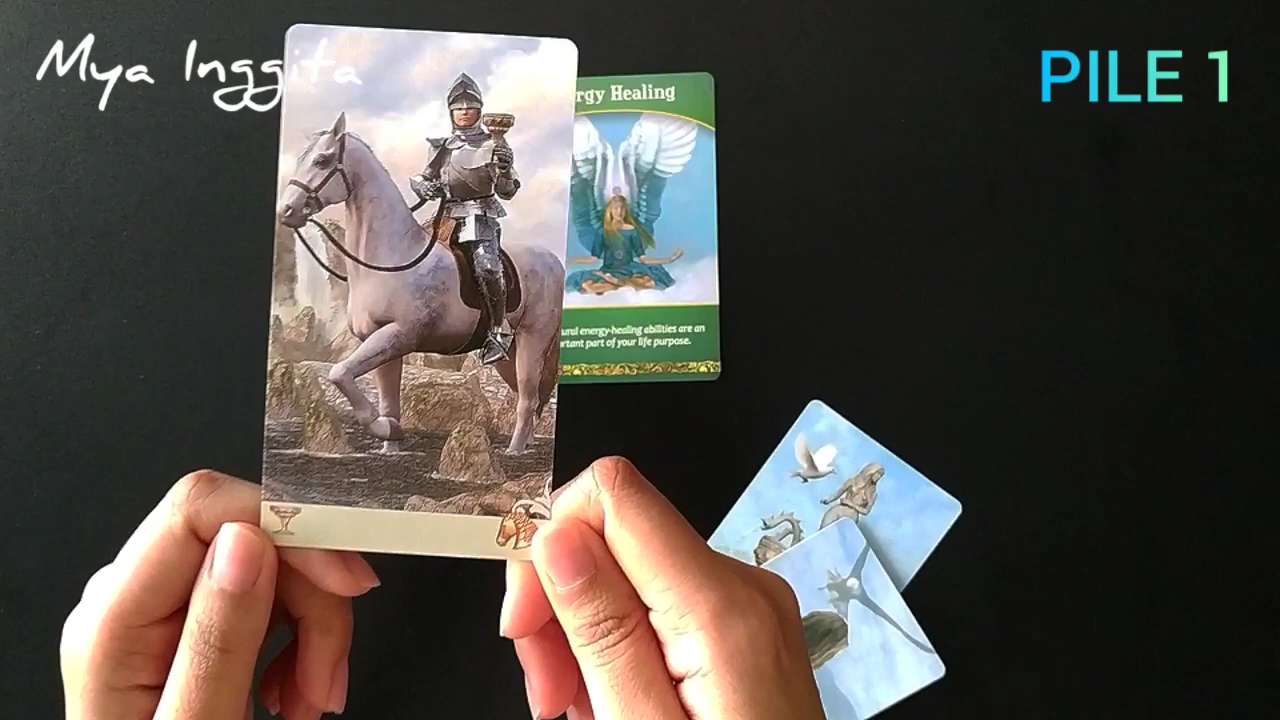 Mya Inggita
PILE 1
rgy Healing
ural energy-healing abilities are an
rtant part of your life purpose.